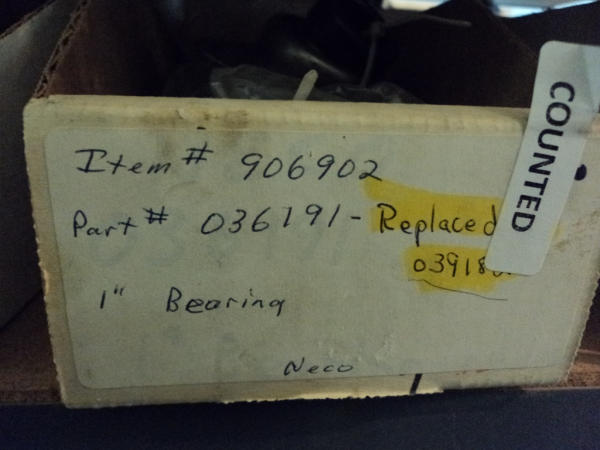 Item # 906902
Part # 036191 - Replaced
1" Bearing
Neco
COUNTED